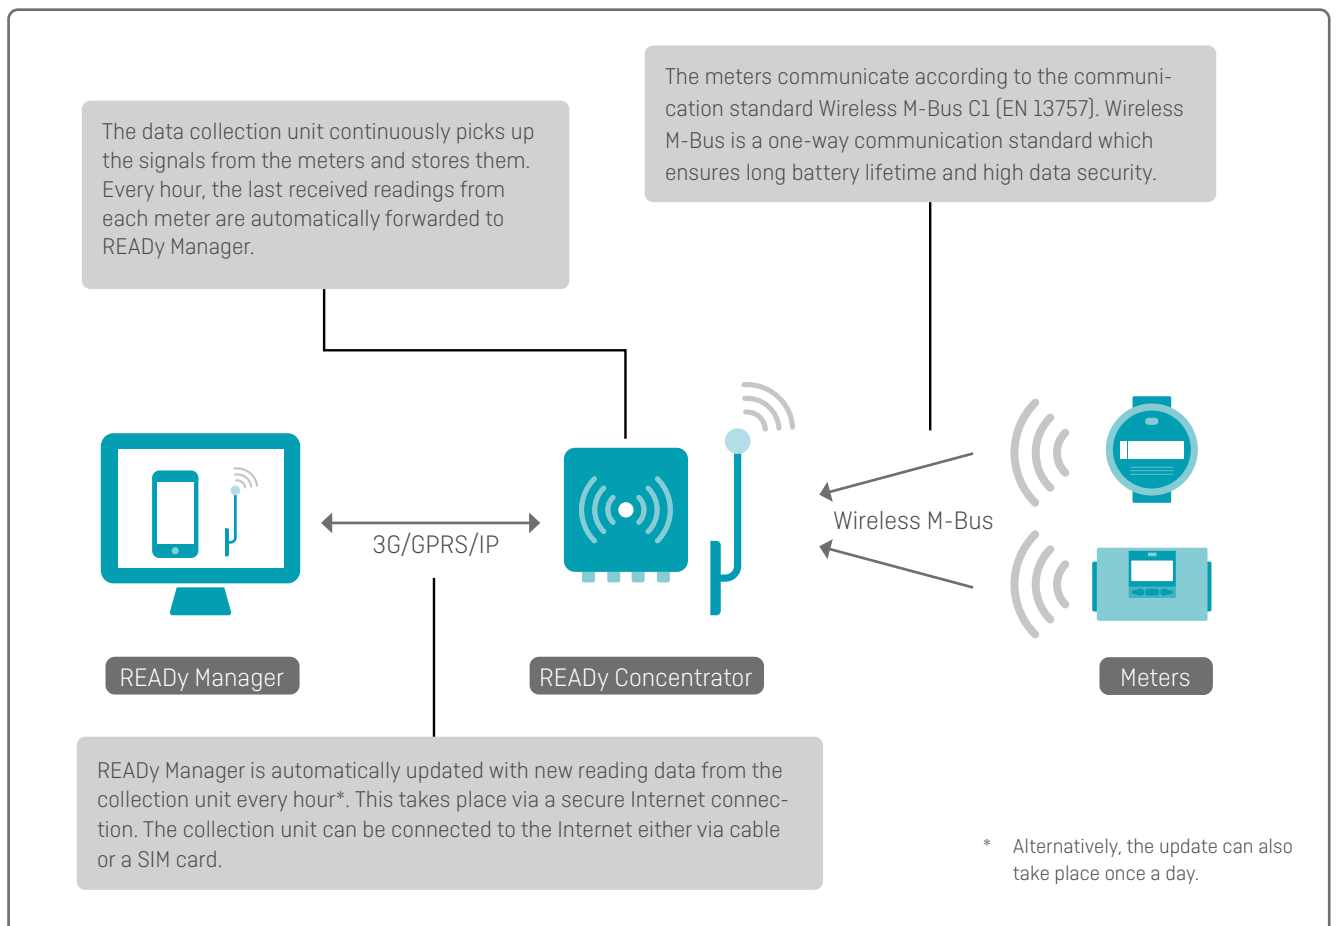 The meters communicate according to the communi-
cation standard Wireless M-Bus C1 (EN 13757). Wireless
M-Bus is a one-way communication standard which
ensures long battery lifetime and high data security.
The data collection unit continuously picks up
the signals from the meters and stores them.
Every hour, the last received readings from
each meter are automatically forwarded to
READy Manager.
3G/GPRS/IP
Wireless M-Bus
READy Manager
READy Concentrator
Meters
READy Manager is automatically updated with new reading data from the
collection unit every hour*. This takes place via a secure Internet connec-
tion. The collection unit can be connected to the Internet either via cable
or a SIM card.
* Alternatively, the update can also
take place once a day.